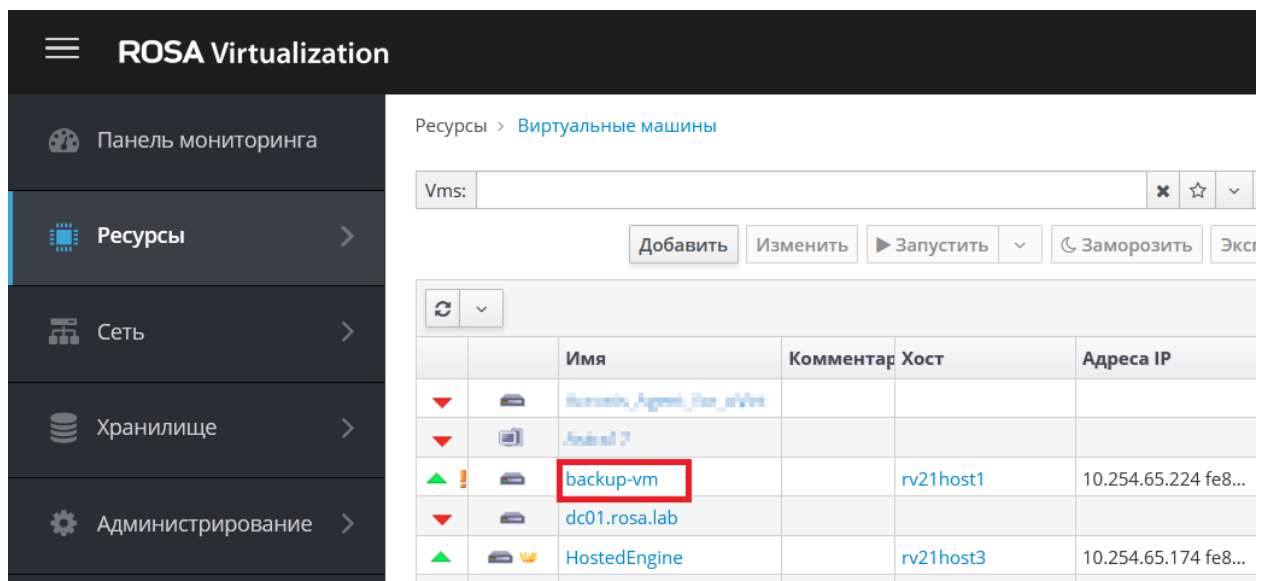 ROSA Virtualization
Панель мониторинга
Ресурсы
Сеть
Хранилище
Администрирование
Ресурсы > Виртуальные машины
Vms:
Добавить Изменить Запустить Заморозить Эксп
Имя Комментар Хост Адреса IP
backup-vm rv21host1 10.254.65.224 fe8...
dc01.rosa.lab
HostedEngine rv21host3 10.254.65.174 fe8...